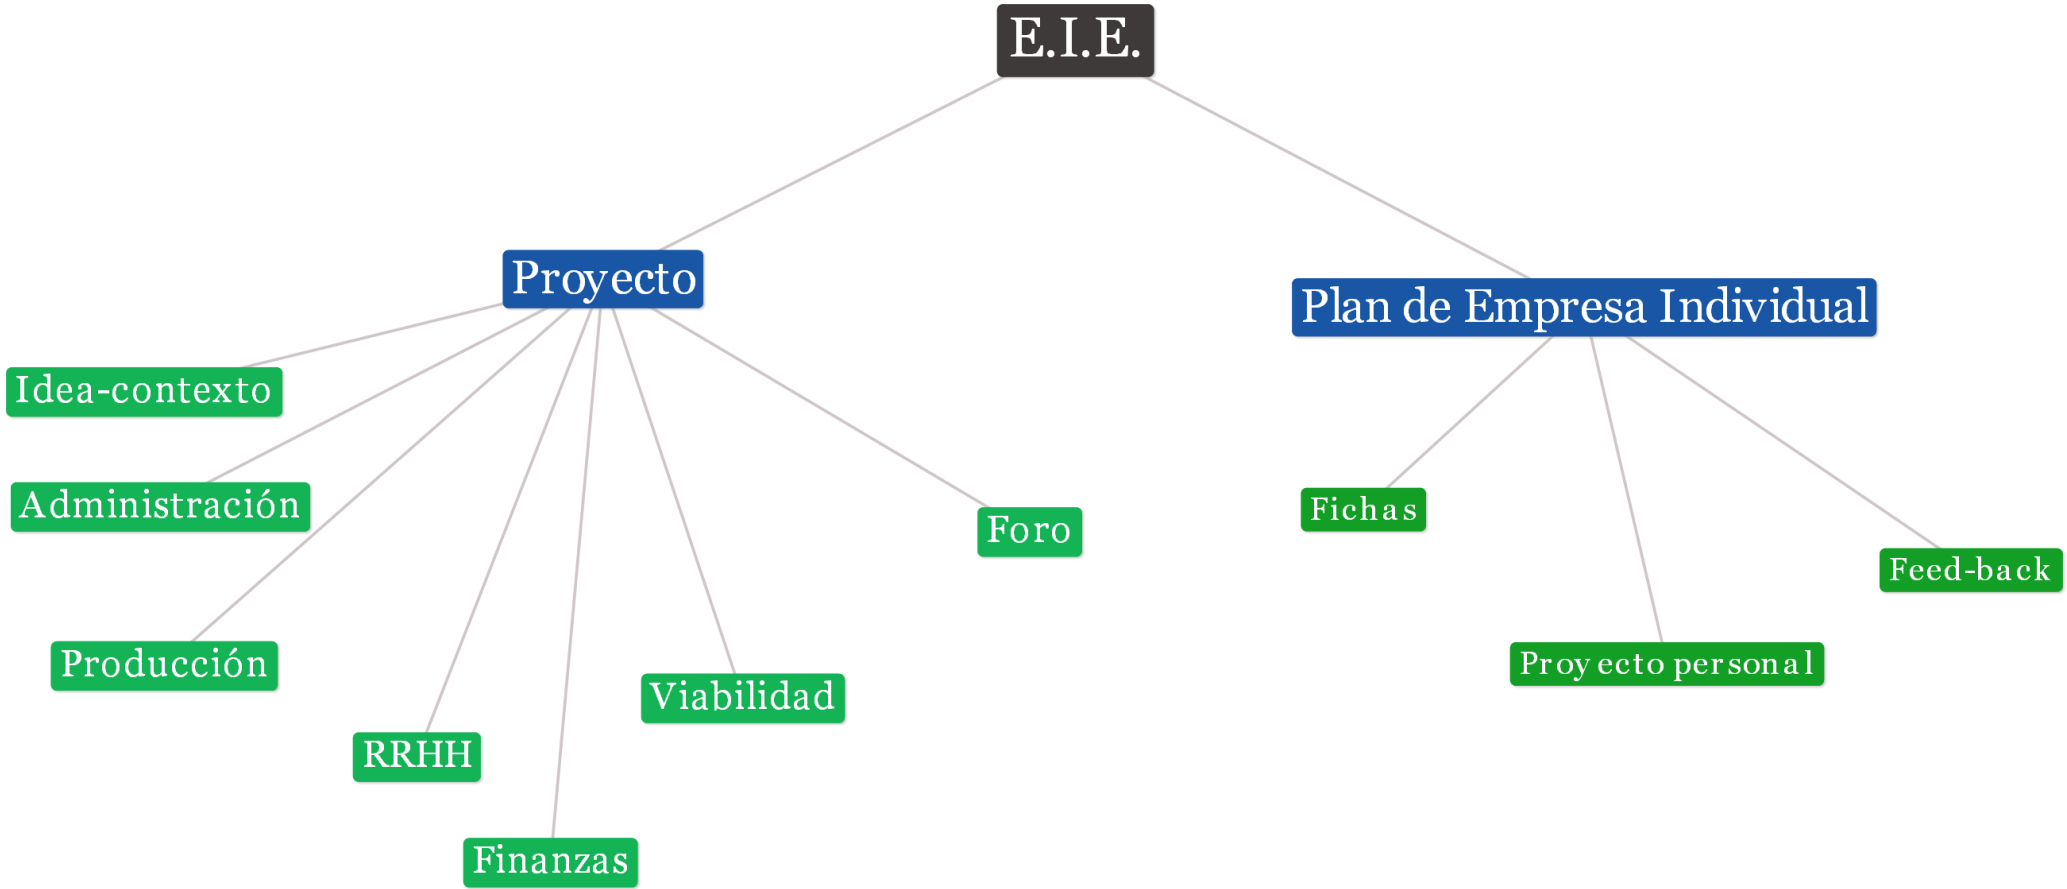 E.I.E.
Proyecto
Plan de Empresa Individual
Idea-contexto
Administración
Producción
RRHH
Finanzas
Viabilidad
Foro
Fichas
Proyecto personal
Feed-back